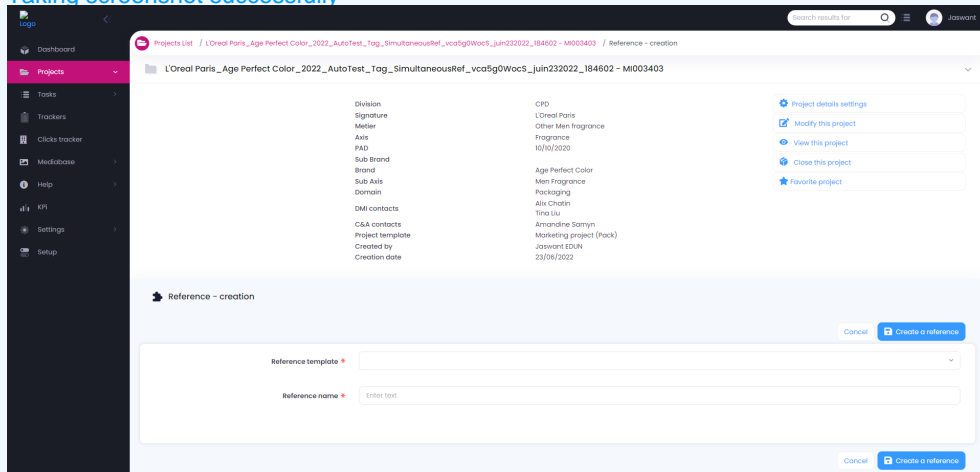 Taking screenshot successfully
Logo
Search results for
Jaswant
Dashboard
Projects
Tasks
Trackers
Clicks tracker
Mediabase
Help
KPI
Settings
Setup
Projects List / L'Oreal Paris_Age Perfect Color_2022_AutoTest_Tag_SimultaneousRef_vca5g0WocS_juin232022_184602 - MI003403 / Reference - creation
L'Oreal Paris_Age Perfect Color_2022_AutoTest_Tag_SimultaneousRef_vca5g0WocS_juin232022_184602 - MI003403
Division CPD
Signature L'Oreal Paris
Metier Other Men fragrance
Axis Fragrance
PAD 10/10/2020
Sub Brand
Brand Age Perfect Color
Sub Axis Men Fragrance
Domain Packaging
DMI contacts Alix Chatin
Tina Liu
C&A contacts Amandine Samyn
Project template Marketing project (Pack)
Created by Jaswant EDUN
Creation date 23/06/2022
Project details settings
Modify this project
View this project
Close this project
Favorite project
Reference - creation
Cancel Create a reference
Reference template *
Reference name * Enter text
Cancel Create a reference